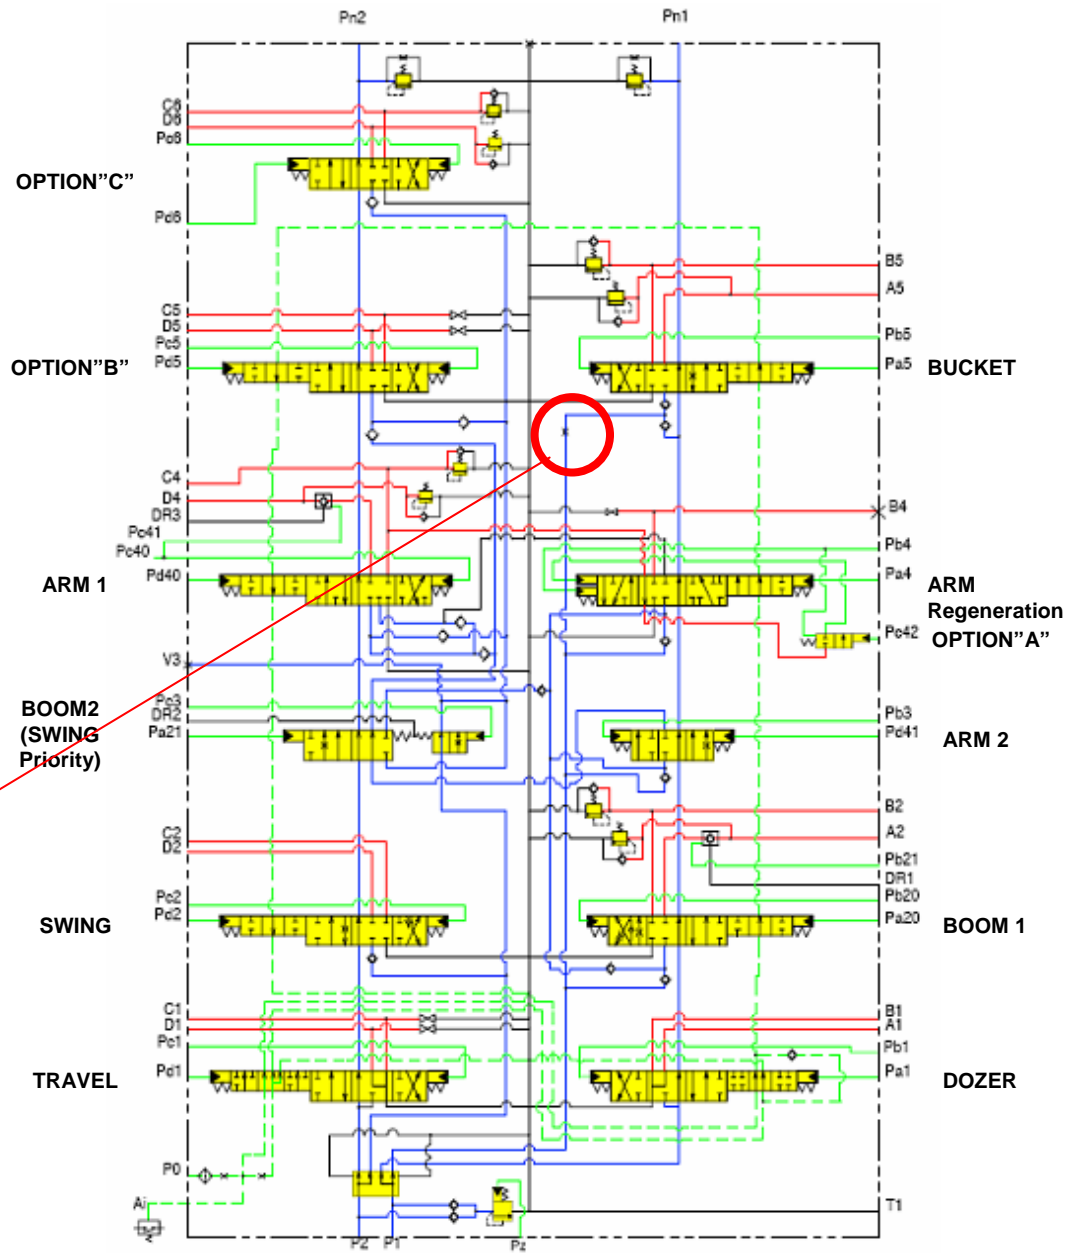 Pn2 Pn1
C6
D6
Pc6
OPTION”C”
Pd6
B5
A5
C5
D5
Pc5
Pd5
Pb5
Pa5
OPTION”B”
BUCKET
C4
D4
DR3
Pc41
Pc40
Pd40
B4
Pb4
Pa4
ARM 1
ARM
Regeneration
OPTION”A”
Pc42
V3
Pc3
DR2
Pa21
BOOM2
(SWING
Priority)
Pb3
Pd41
ARM 2
B2
A2
C2
D2
Pb21
DR1
Pb20
Pa20
Pc2
Pd2
SWING
BOOM 1
C1
D1
Pc1
Pd1
B1
A1
Pb1
Pa1
TRAVEL
DOZER
P0
Ai
T1
P2 P1 Pz